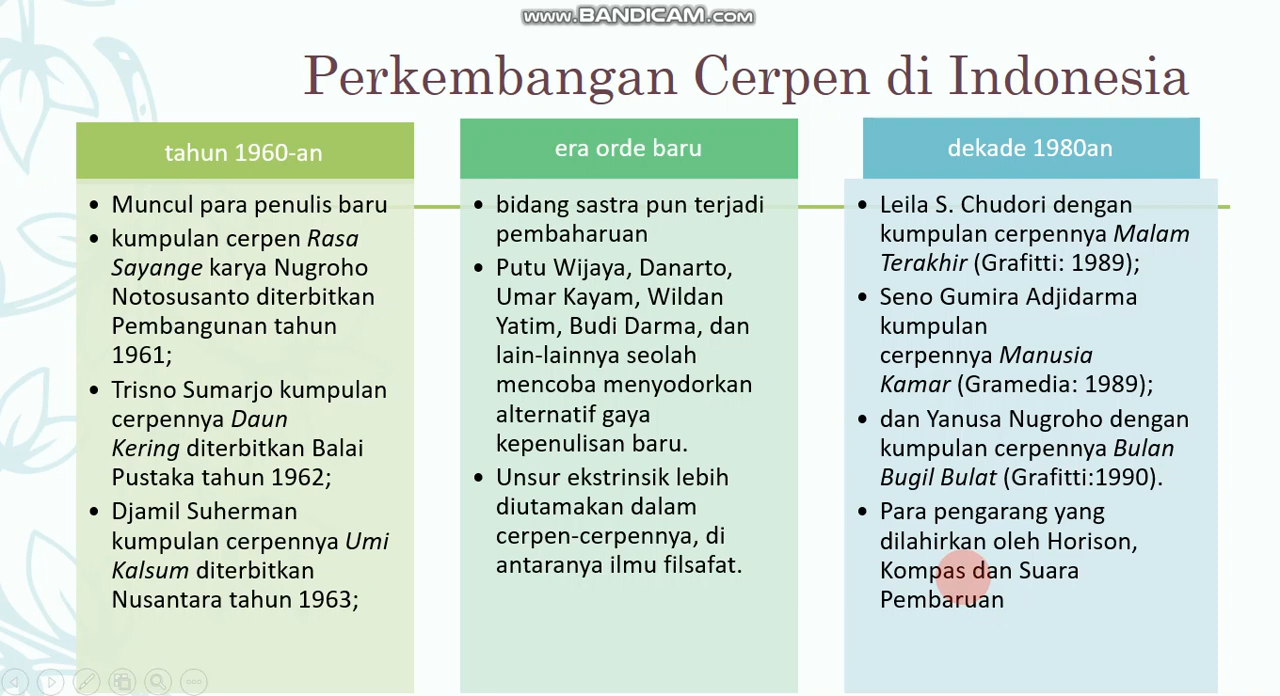 www.BANDICAM.com
Perkembangan Cerpen di Indonesia
tahun 1960-an
• Muncul para penulis baru
• kumpulan cerpen Rasa
Sayange karya Nugroho
Notosusanto diterbitkan
Pembangunan tahun
1961;
• Trisno Sumarjo kumpulan
cerpennya Daun
Kering diterbitkan Balai
Pustaka tahun 1962;
• Djamil Suherman
kumpulan cerpennya Umi
Kalsum diterbitkan
Nusantara tahun 1963;
era orde baru
• bidang sastra pun terjadi
pembaharuan
• Putu Wijaya, Danarto,
Umar Kayam, Wildan
Yatim, Budi Darma, dan
lain-lainnya seolah
mencoba menyodorkan
alternatif gaya
kepenulisan baru.
• Unsur ekstrinsik lebih
diutamakan dalam
cerpen-cerpennya, di
antaranya ilmu filsafat.
dekade 1980an
• Leila S. Chudori dengan
kumpulan cerpennya Malam
Terakhir (Grafitti: 1989);
• Seno Gumira Adjidarma
kumpulan
cerpennya Manusia
Kamar (Gramedia: 1989);
• dan Yanusa Nugroho dengan
kumpulan cerpennya Bulan
Bugil Bulat (Grafitti:1990).
• Para pengarang yang
dilahirkan oleh Horison,
Kompas dan Suara
Pembaruan